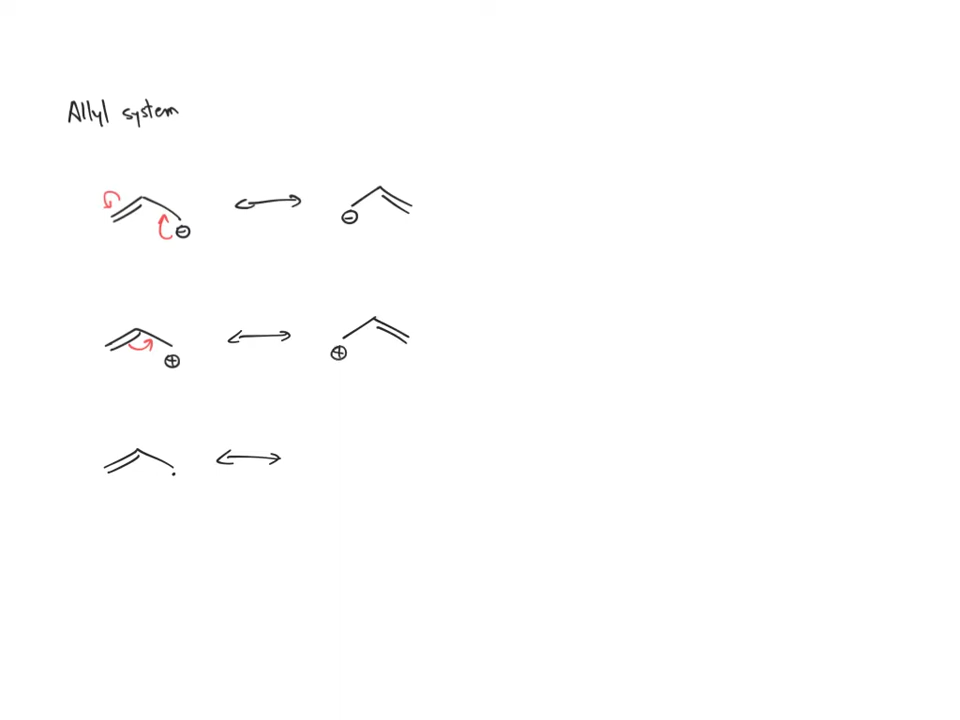 Allyl system
⊖ ⊖
⊕ ⊕